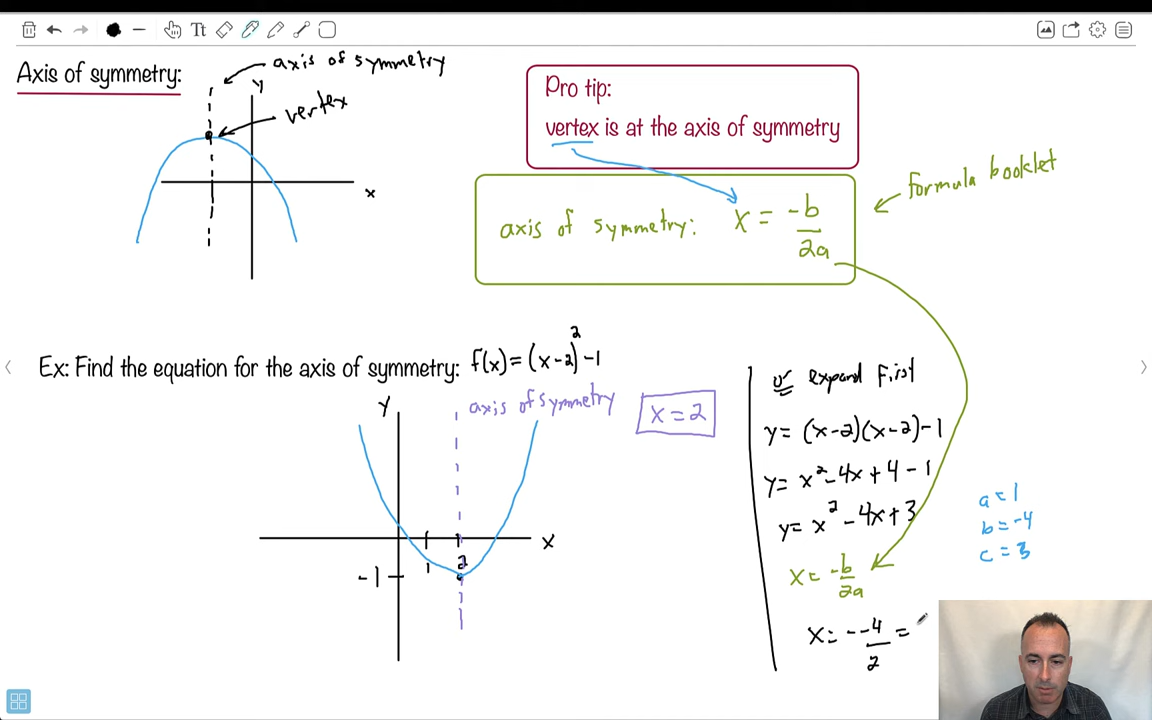 Tt
Axis of symmetry:
axis of symmetry
y
vertex
x
Pro tip:
vertex is at the axis of symmetry
axis of symmetry: x = -b/2a
formula booklet
Ex: Find the equation for the axis of symmetry: f(x) = (x-2)² -1
axis of symmetry
x = 2
y
x
1
2
-1
or expand first
y = (x-2)(x-2)-1
y = x² - 4x + 4 - 1
y = x² - 4x + 3
x = -b/2a
x = --4/2 =
a = 1
b = -4
c = 3